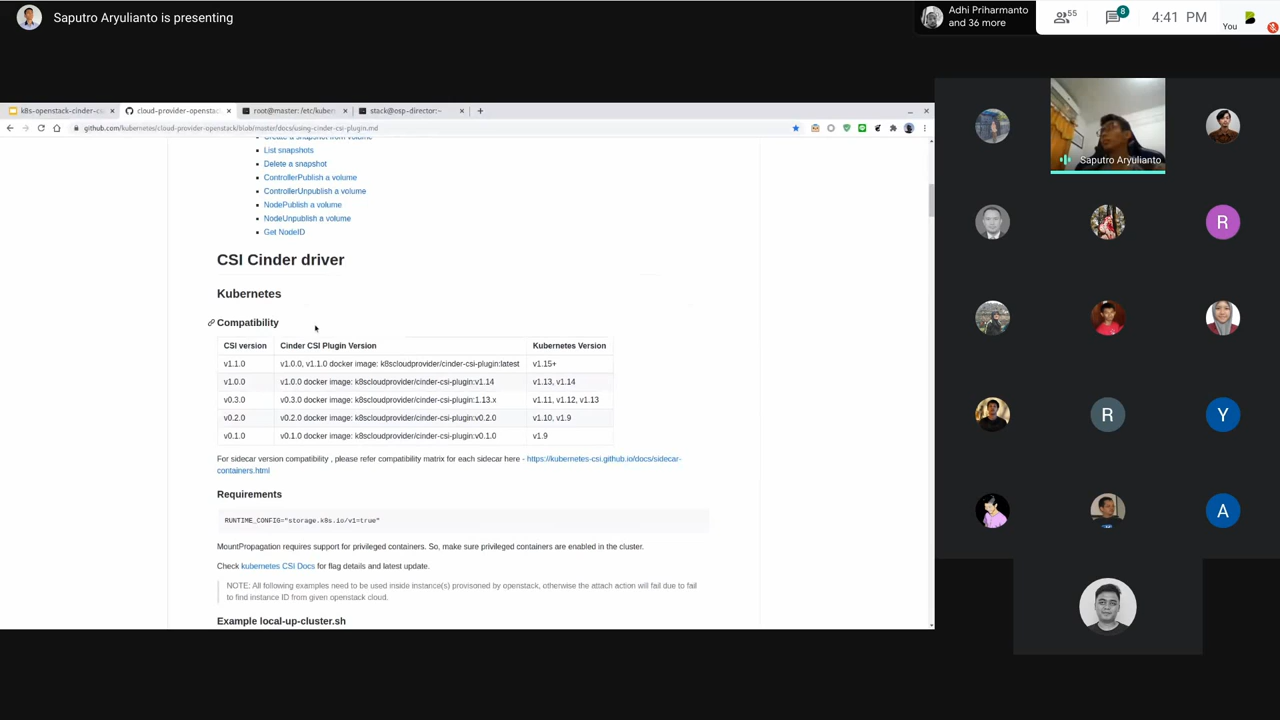 Saputro Aryulianto is presenting
Adhi Priharmanto
and 36 more
55
8
4:41 PM
You
k8s-openstack-cinder-cs
cloud-provider-openstac
root@master: /etc/kuber
stack@osp-director:~
github.com/kubernetes/cloud-provider-openstack/blob/master/docs/using-cinder-csi-plugin.md
Create a snapshot from volume
List snapshots
Delete a snapshot
ControllerPublish a volume
ControllerUnpublish a volume
NodePublish a volume
NodeUnpublish a volume
Get NodeID
CSI Cinder driver
Kubernetes
Compatibility
CSI version Cinder CSI Plugin Version Kubernetes Version
v1.1.0 v1.0.0, v1.1.0 docker image: k8scloudprovider/cinder-csi-plugin:latest v1.15+
v1.0.0 v1.0.0 docker image: k8scloudprovider/cinder-csi-plugin:v1.14 v1.13, v1.14
v0.3.0 v0.3.0 docker image: k8scloudprovider/cinder-csi-plugin:1.13.x v1.11, v1.12, v1.13
v0.2.0 v0.2.0 docker image: k8scloudprovider/cinder-csi-plugin:v0.2.0 v1.10, v1.9
v0.1.0 v0.1.0 docker image: k8scloudprovider/cinder-csi-plugin:v0.1.0 v1.9
For sidecar version compatibility , please refer compatibility matrix for each sidecar here - https://kubernetes-csi.github.io/docs/sidecar-
containers.html
Requirements
RUNTIME_CONFIG="storage.k8s.io/v1=true"
MountPropagation requires support for privileged containers. So, make sure privileged containers are enabled in the cluster.
Check kubernetes CSI Docs for flag details and latest update.
NOTE: All following examples need to be used inside instance(s) provisoned by openstack, otherwise the attach action will fail due to fail
to find instance ID from given openstack cloud.
Example local-up-cluster.sh
Saputro Aryulianto
R
R
Y
A